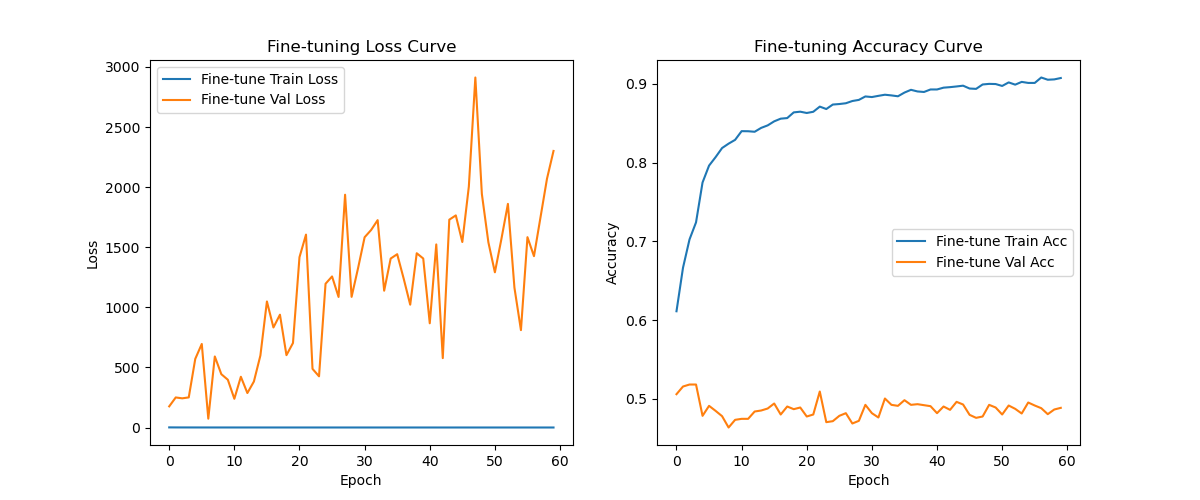 Fine-tuning Loss Curve
Fine-tune Train Loss
Fine-tune Val Loss
3000
2500
2000
1500
1000
500
0
Loss
0 10 20 30 40 50 60
Epoch
Fine-tuning Accuracy Curve
0.9
0.8
0.7
0.6
0.5
Accuracy
Fine-tune Train Acc
Fine-tune Val Acc
0 10 20 30 40 50 60
Epoch